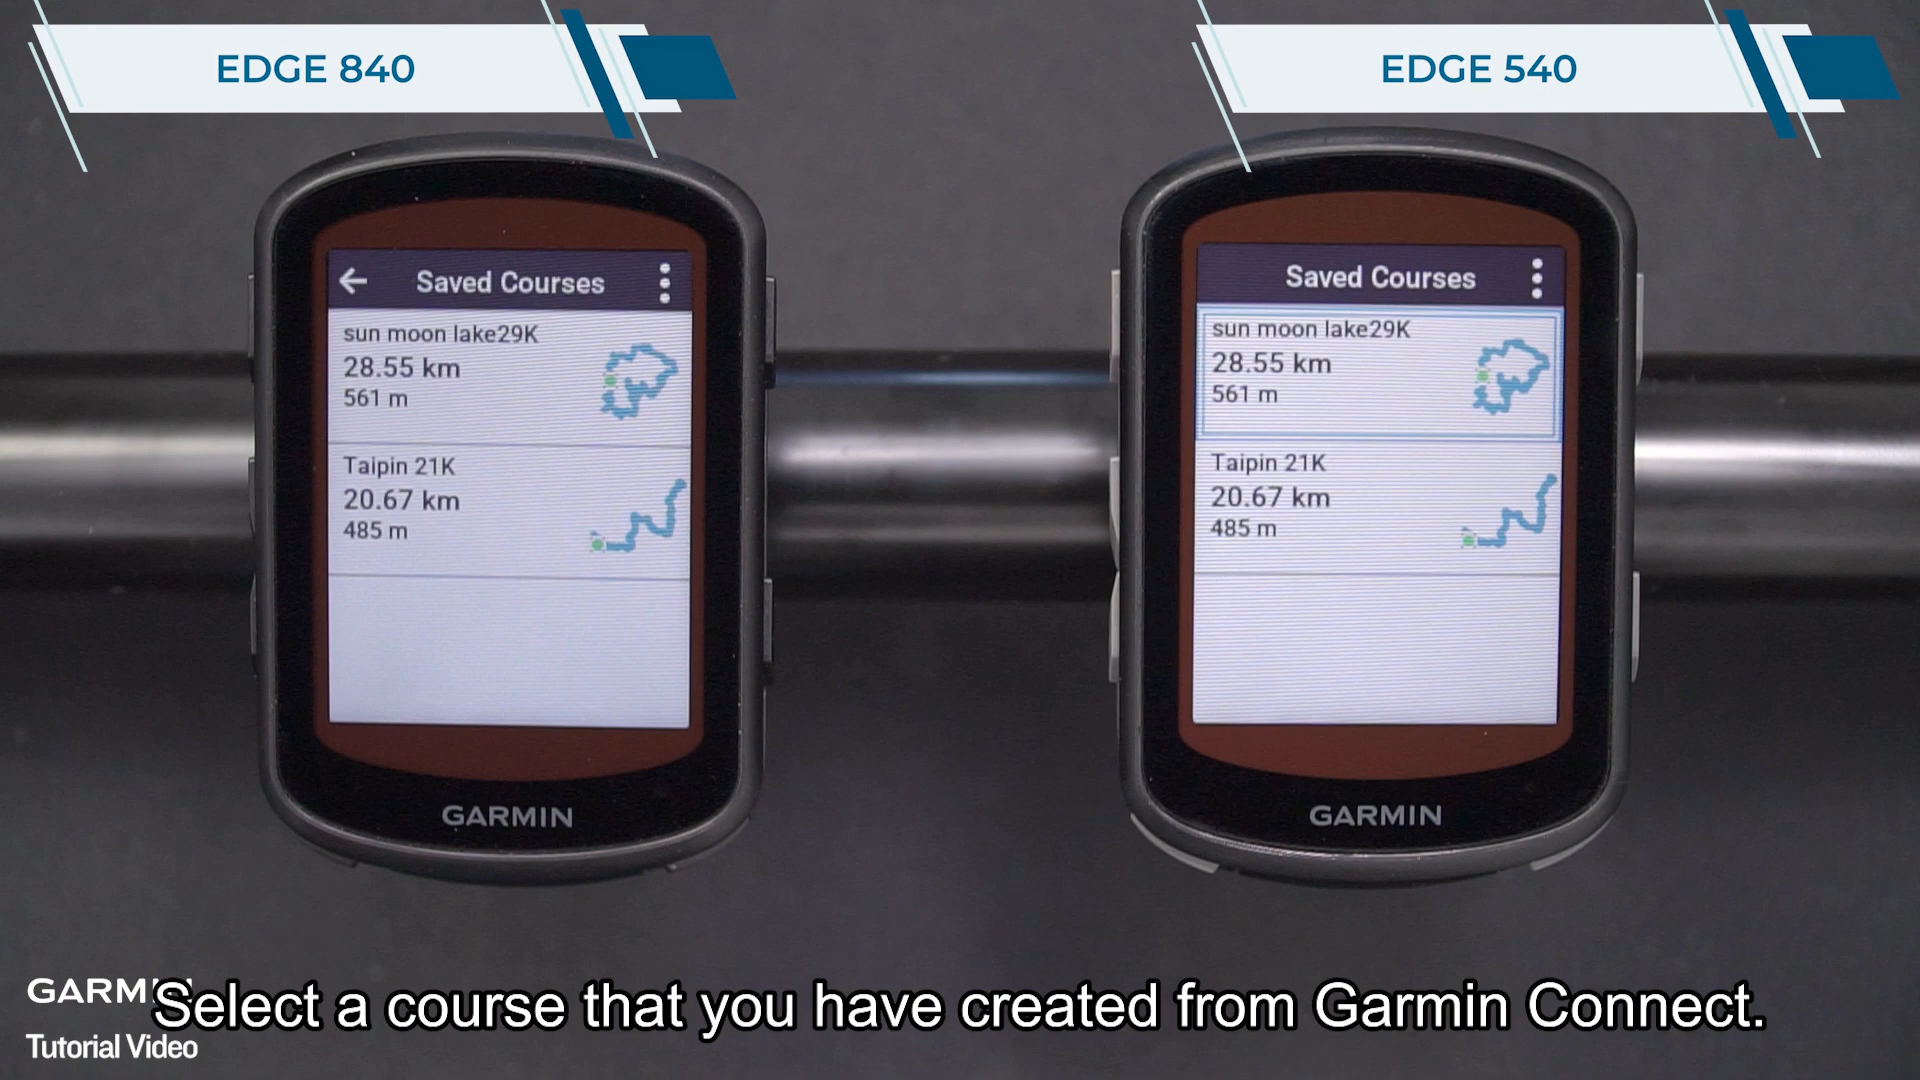 EDGE 840
EDGE 540
Saved Courses
sun moon lake29K
28.55 km
561 m
Taipin 21K
20.67 km
485 m
GARMIN
Saved Courses
sun moon lake29K
28.55 km
561 m
Taipin 21K
20.67 km
485 m
GARMIN
GARMIN
Tutorial Video
Select a course that you have created from Garmin Connect.